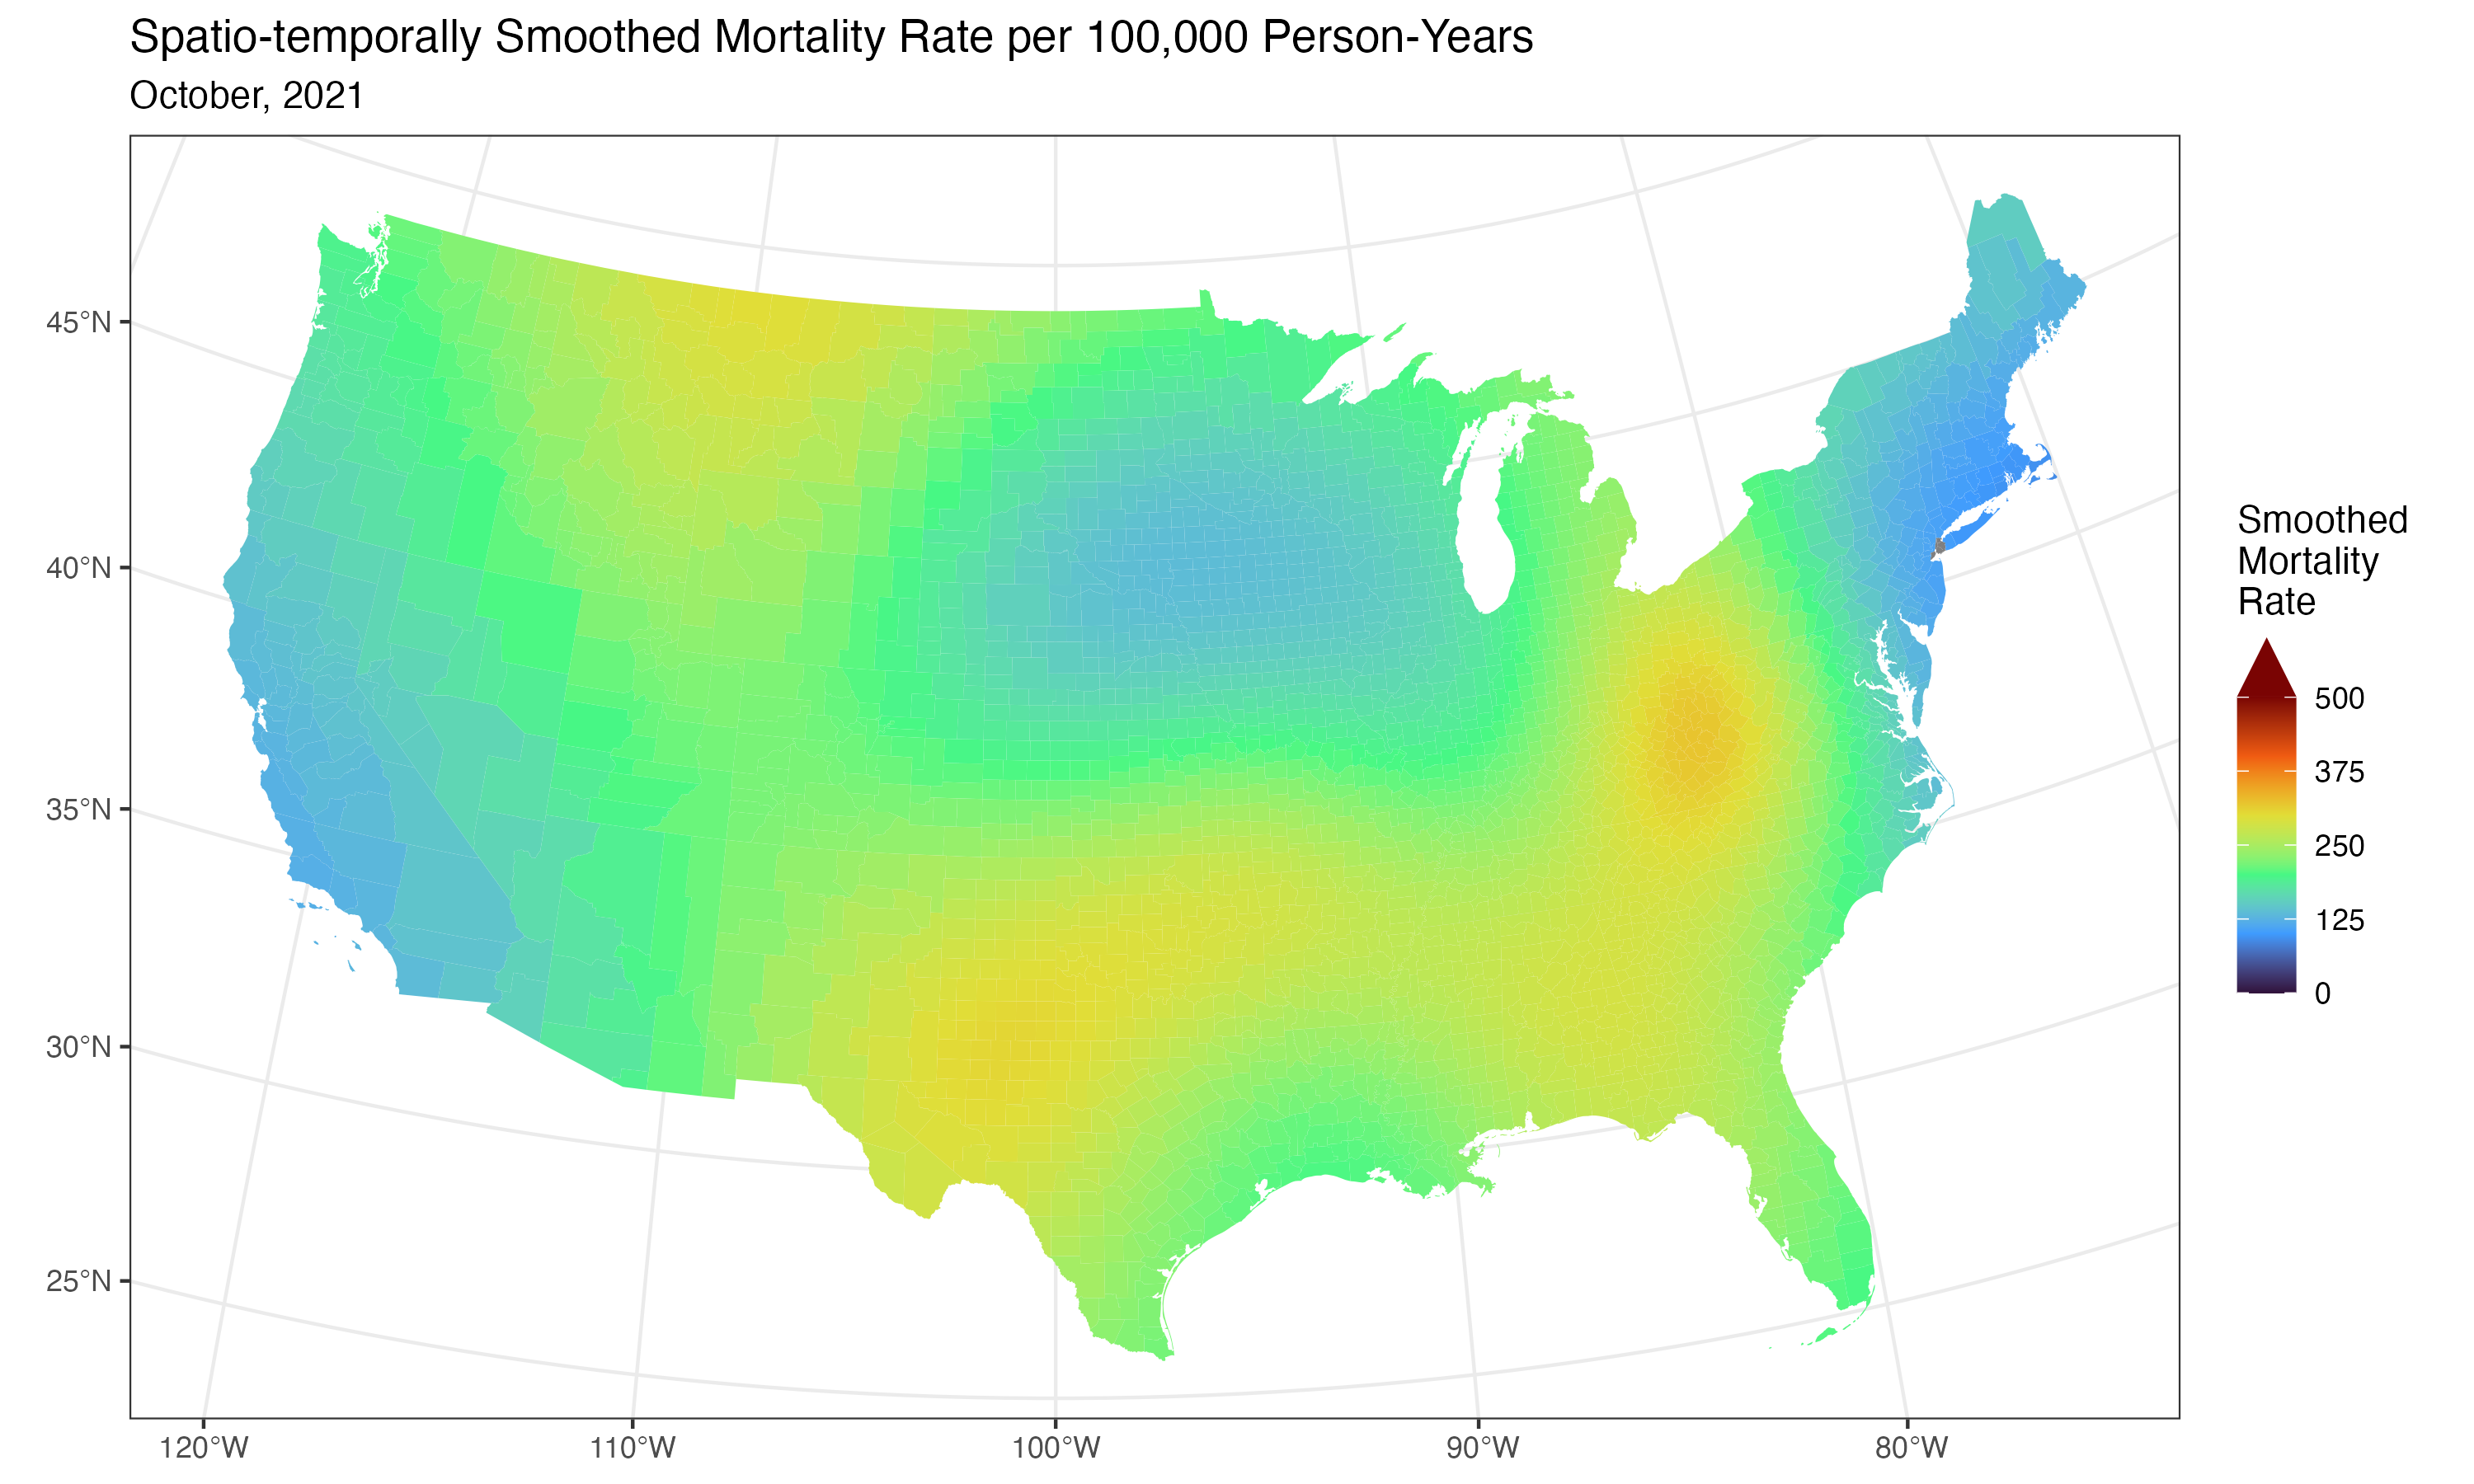 Spatio-temporally Smoothed Mortality Rate per 100,000 Person-Years
October, 2021
45°N
40°N
35°N
30°N
25°N
120°W
110°W
100°W
90°W
80°W
Smoothed
Mortality
Rate
500
375
250
125
0